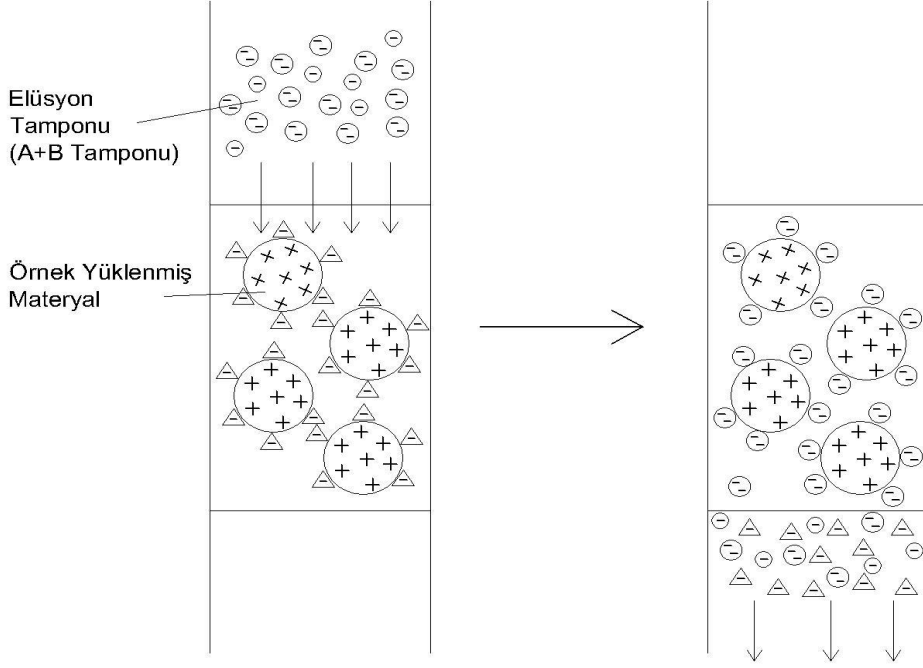 Elüsyon
Tamponu
(A+B Tamponu)
Örnek Yüklenmiş
Materyal